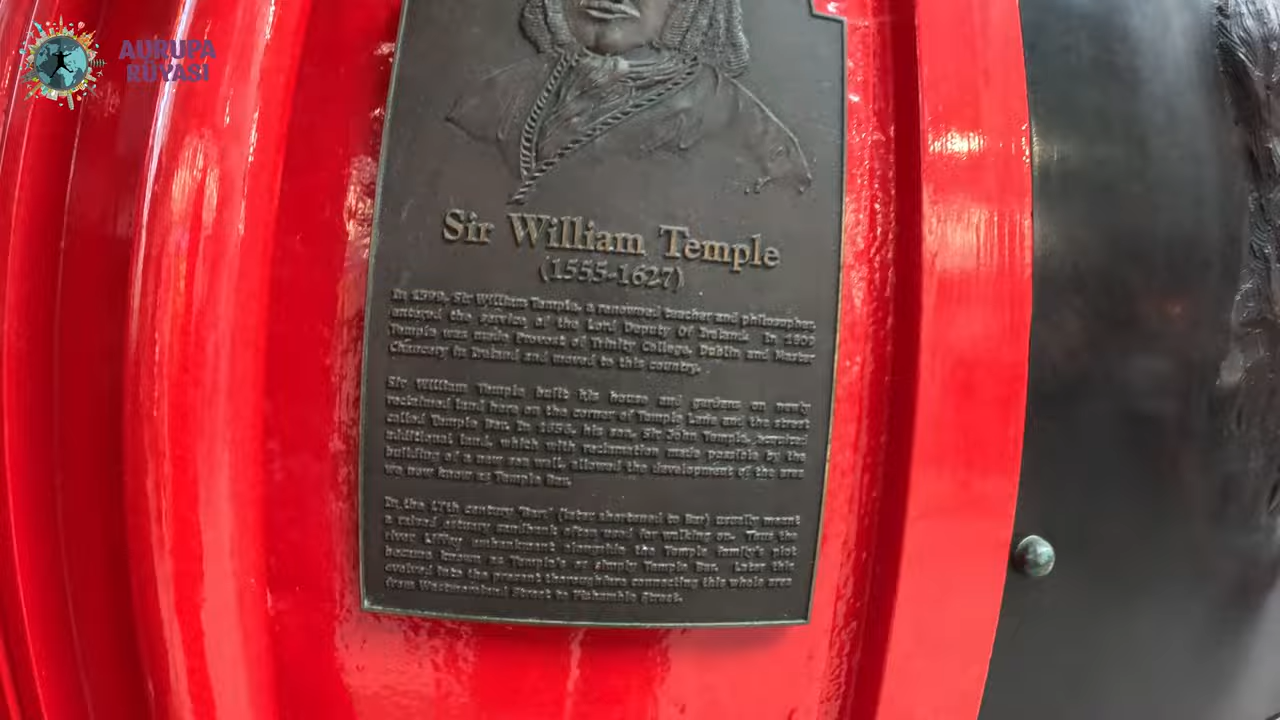 AURUPA
RÜYASI
Sir William Temple
(1555-1627)
In 1599, Sir William Temple, a renowned teacher and philosopher,
entered the service of the Lord Deputy of Ireland. In 1609
Temple was made Provost of Trinity College, Dublin and Master
Chancery in Ireland and moved to this country.
Sir William Temple built his house and gardens on newly
reclaimed land here on the corner of Temple Lane and the street
called Temple Bar. In 1656, his son, Sir John Temple, acquired
additional land, which with reclamation made possible by the
building of a new sea wall, allowed the development of the area
we now know as Temple Bar.
In the 17th century 'Barr' (later shortened to Bar) usually meant
a raised estuary sandbank often used for walking on. Thus the
river Liffey embankment alongside the Temple family's plot
became known as Temple's or simply Temple Bar. Later this
evolved into the present thoroughfare connecting this whole area
from Westmoreland Street to Fishamble Street.